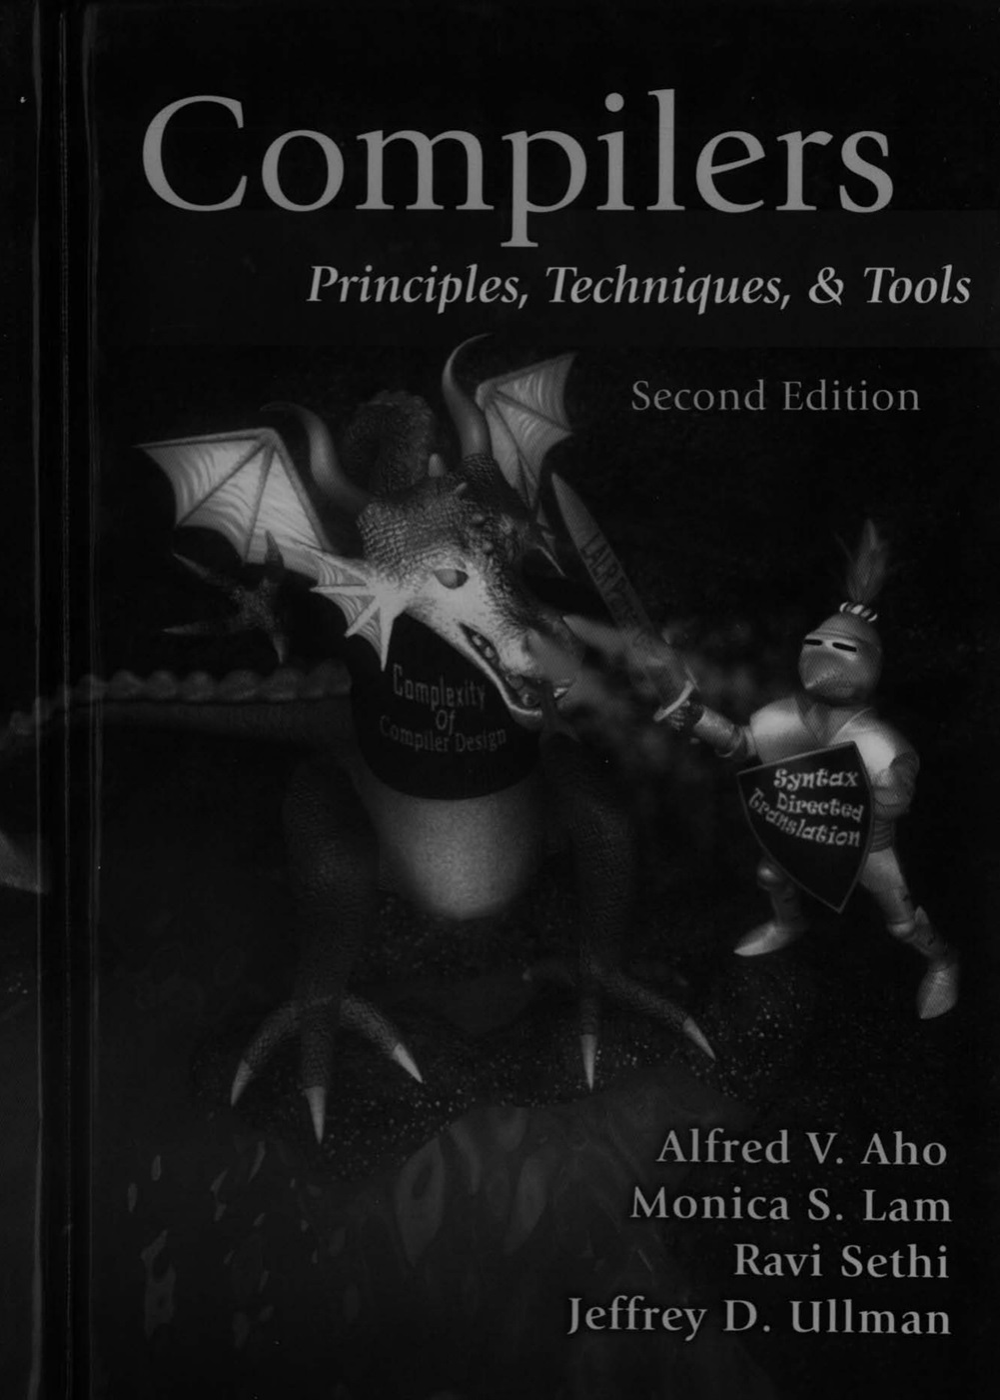 Compilers
Principles, Techniques, & Tools
Second Edition
Complexity
Of
Compiler Design
Syntax
Directed
Translation
Alfred V. Aho
Monica S. Lam
Ravi Sethi
Jeffrey D. Ullman